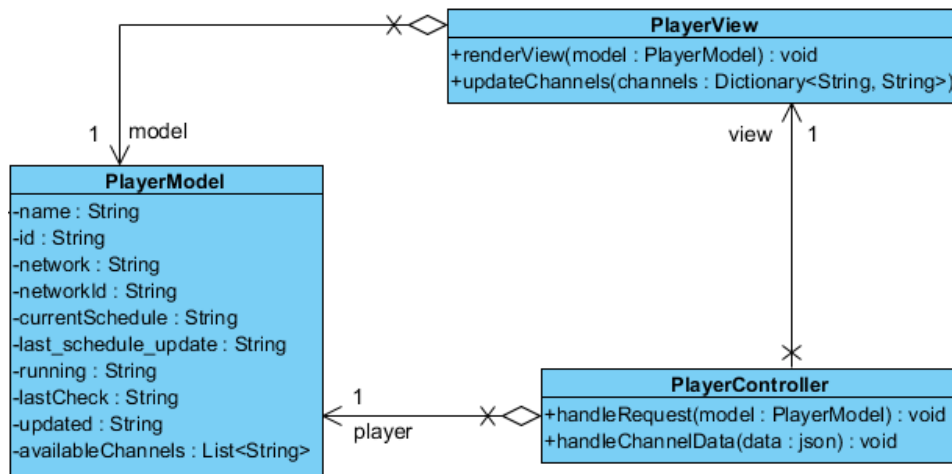 PlayerView
+renderView(model : PlayerModel) : void
+updateChannels(channels : Dictionary<String, String>)
1 model
view 1
PlayerModel
-name : String
-id : String
-network : String
-networkId : String
-currentSchedule : String
-last_schedule_update : String
-running : String
-lastCheck : String
-updated : String
-availableChannels : List<String>
1
player
PlayerController
+handleRequest(model : PlayerModel) : void
+handleChannelData(data : json) : void